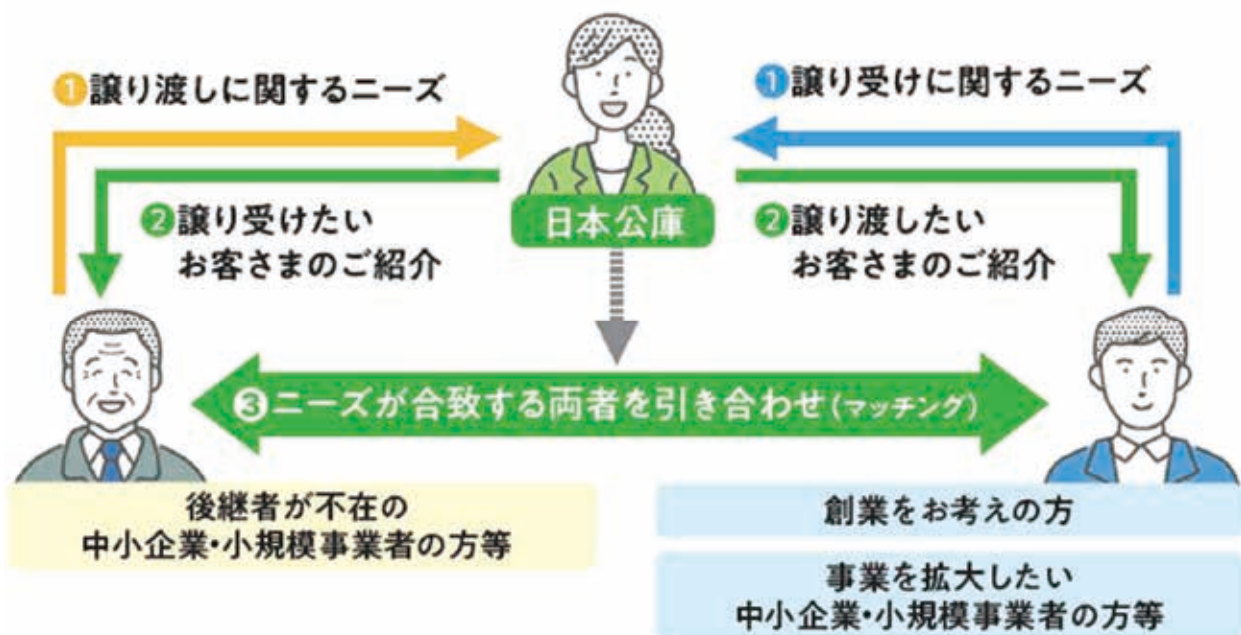 ①譲り渡しに関するニーズ
①譲り受けに関するニーズ
②譲り受けたい
お客さまのご紹介
日本公庫
②譲り渡したい
お客さまのご紹介
③ニーズが合致する両者を引き合わせ(マッチング)
後継者が不在の
中小企業・小規模事業者の方等
創業をお考えの方
事業を拡大したい
中小企業・小規模事業者の方等